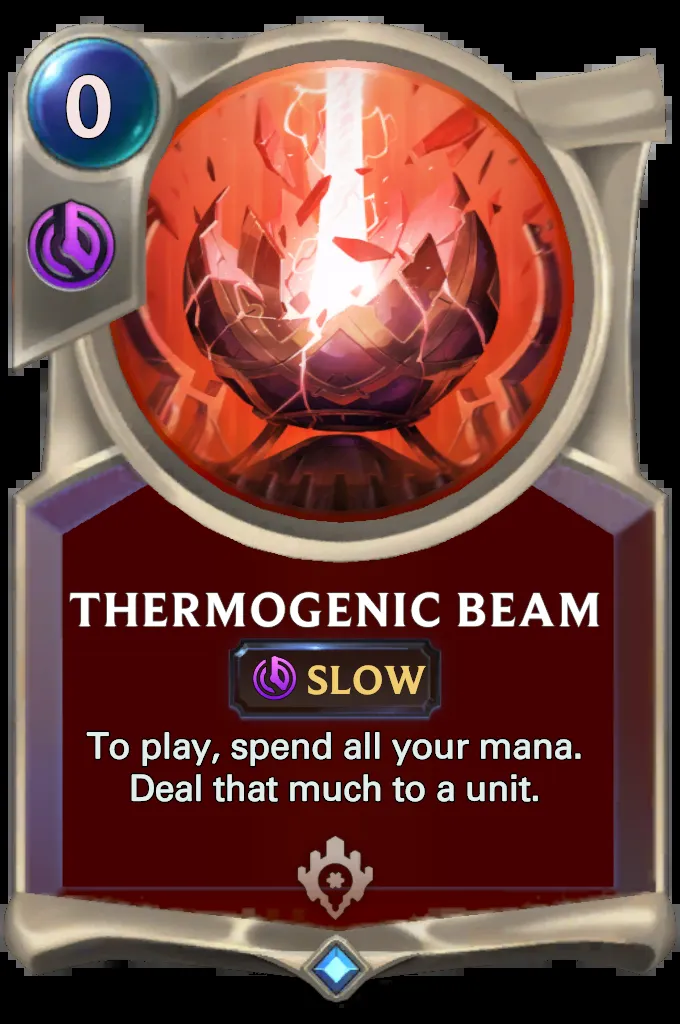 0
THERMOGENIC BEAM
SLOW
To play, spend all your mana.
Deal that much to a unit.